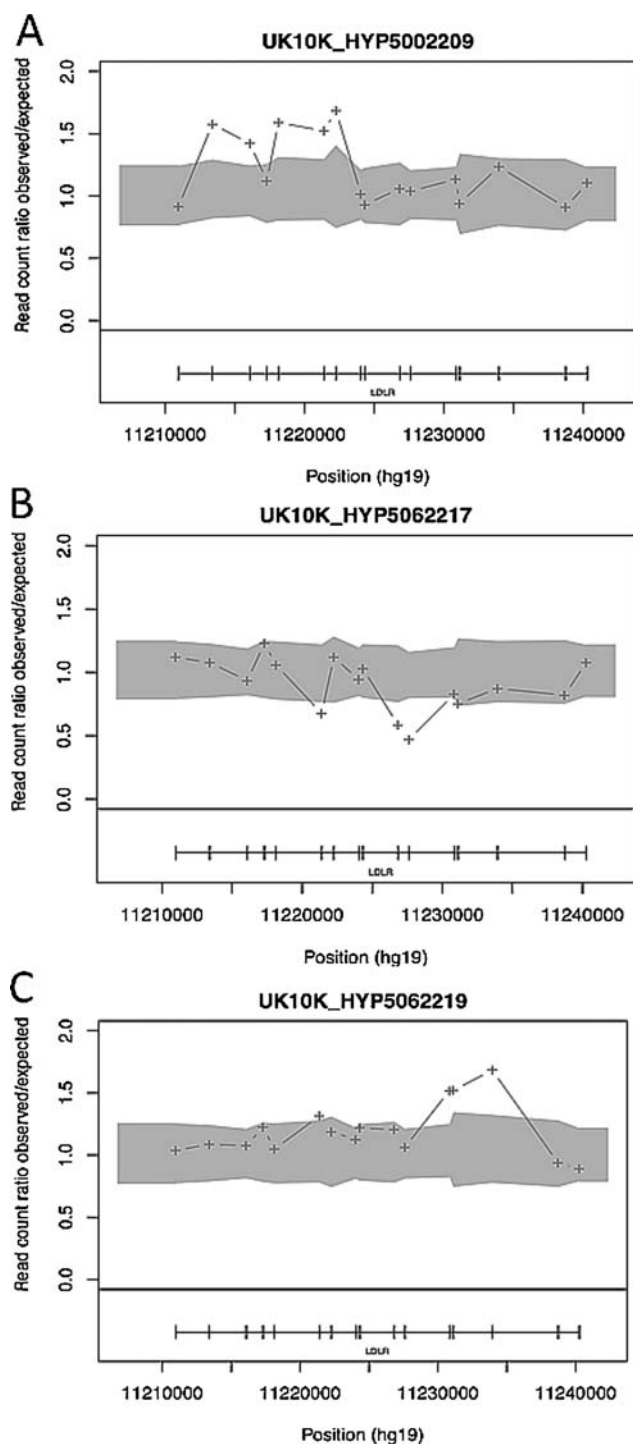 A
UK10K_HYP5002209
Read count ratio observed/expected
2.0
1.5
1.0
0.5
0.0
LDLR
11210000 11220000 11230000 11240000
Position (hg19)
B
UK10K_HYP5062217
Read count ratio observed/expected
2.0
1.5
1.0
0.5
0.0
LDLR
11210000 11220000 11230000 11240000
Position (hg19)
C
UK10K_HYP5062219
Read count ratio observed/expected
2.0
1.5
1.0
0.5
0.0
LDLR
11210000 11220000 11230000 11240000
Position (hg19)